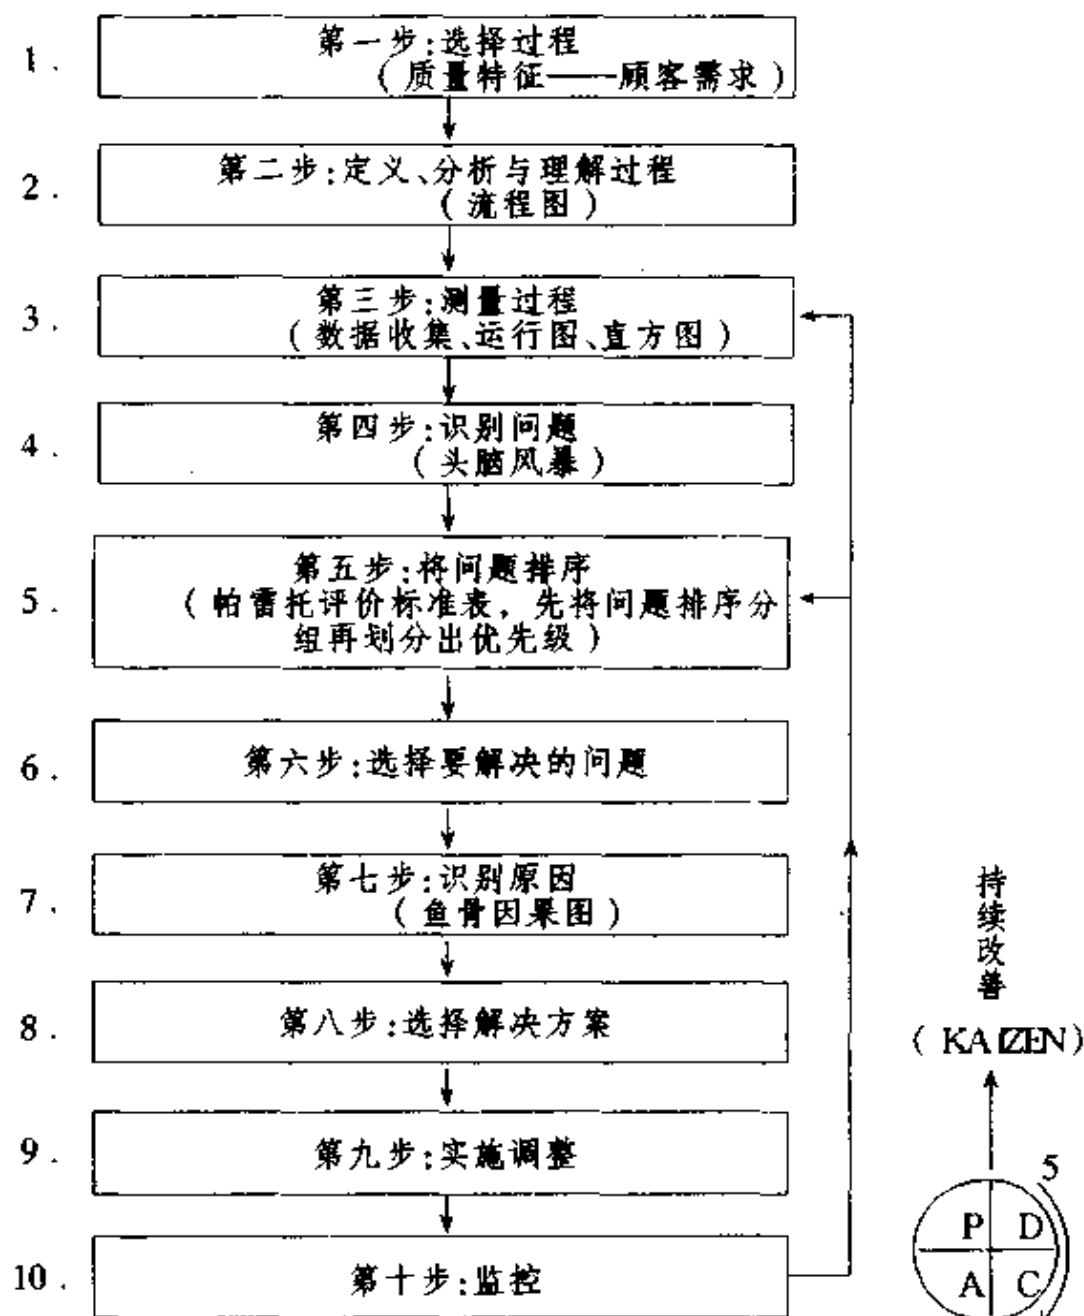 1.
第一步:选择过程
(质量特征——顾客需求)
2.
第二步:定义、分析与理解过程
(流程图)
3.
第三步:测量过程
(数据收集、运行图、直方图)
4.
第四步:识别问题
(头脑风暴)
5.
第五步:将问题排序
(帕雷托评价标准表,先将问题排序分
组再划分出优先级)
6.
第六步:选择要解决的问题
7.
第七步:识别原因
(鱼骨因果图)
8.
第八步:选择解决方案
9.
第九步:实施调整
10.
第十步:监控
持续改善
(KAIZEN)
5
P D
A C